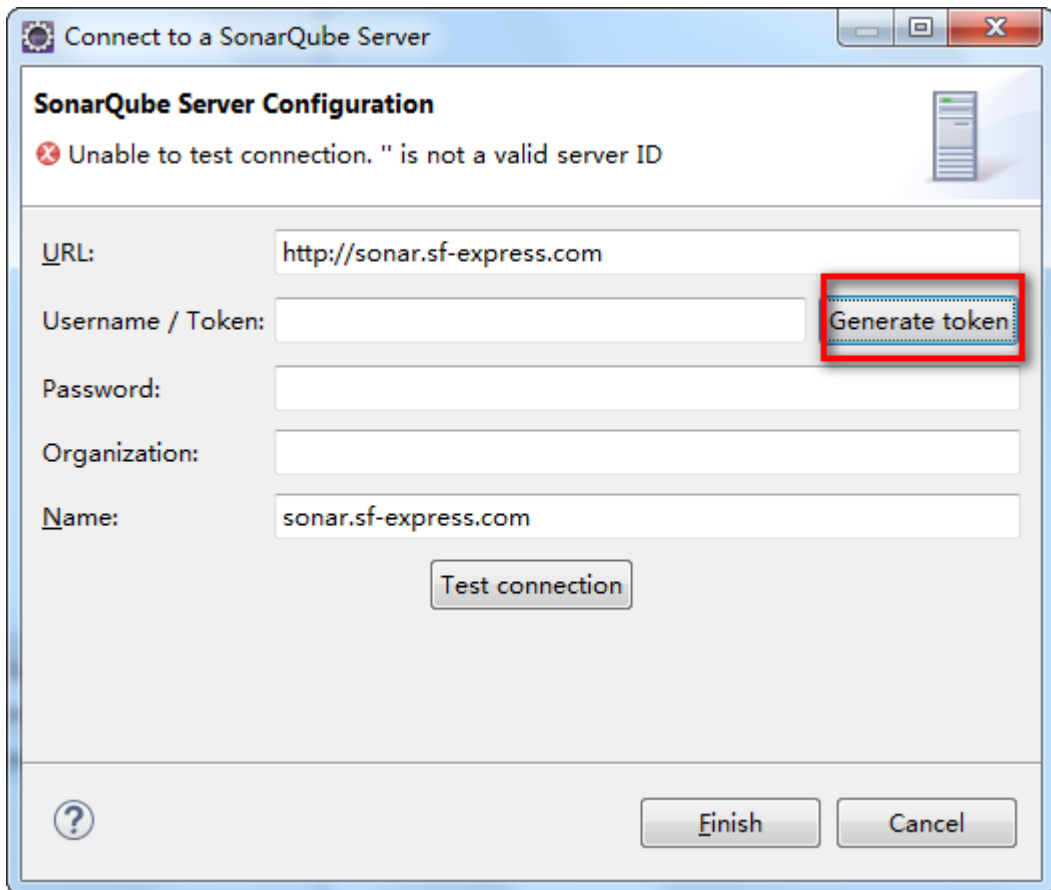 Connect to a SonarQube Server
SonarQube Server Configuration
Unable to test connection. '' is not a valid server ID
URL: http://sonar.sf-express.com
Username / Token: Generate token
Password:
Organization:
Name: sonar.sf-express.com
Test connection
Finish Cancel